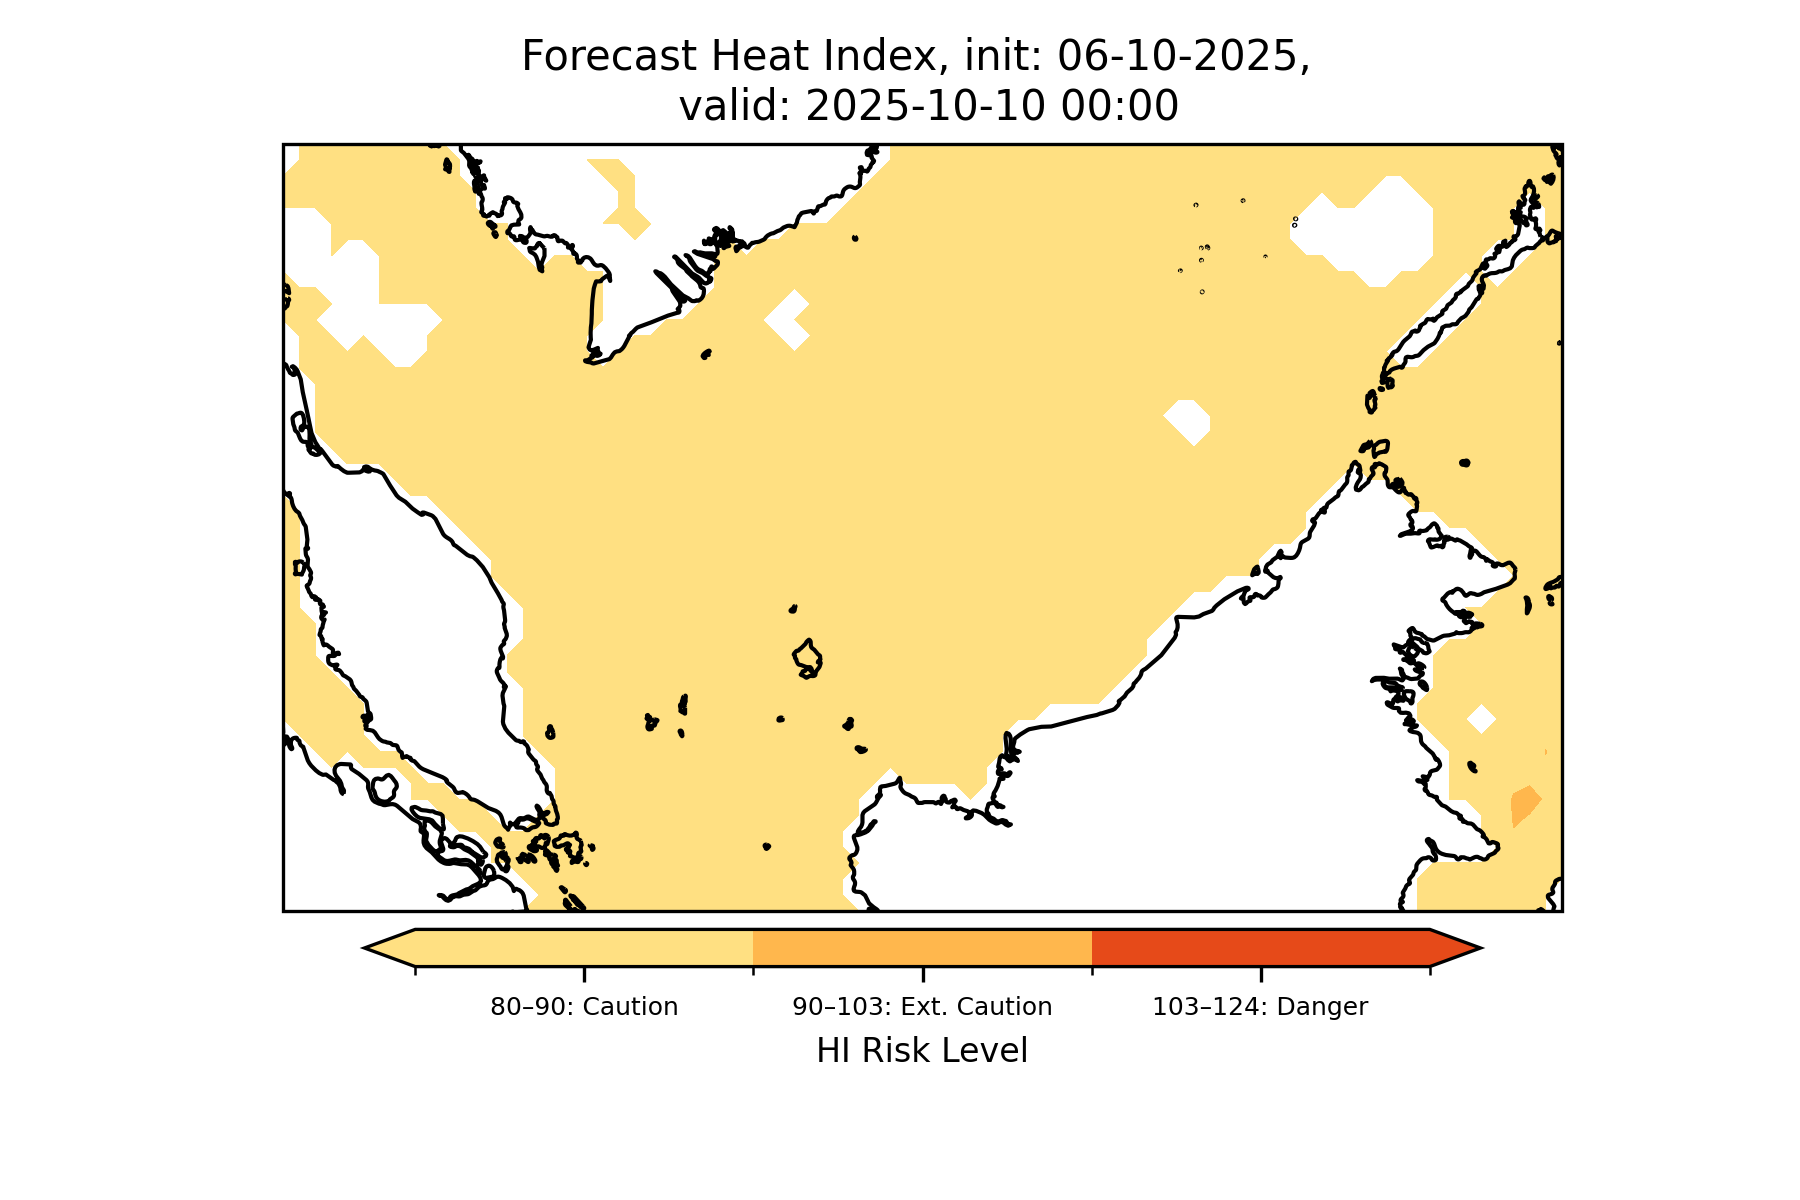 Forecast Heat Index, init: 06-10-2025,
valid: 2025-10-10 00:00
80–90: Caution
90–103: Ext. Caution
103–124: Danger
HI Risk Level